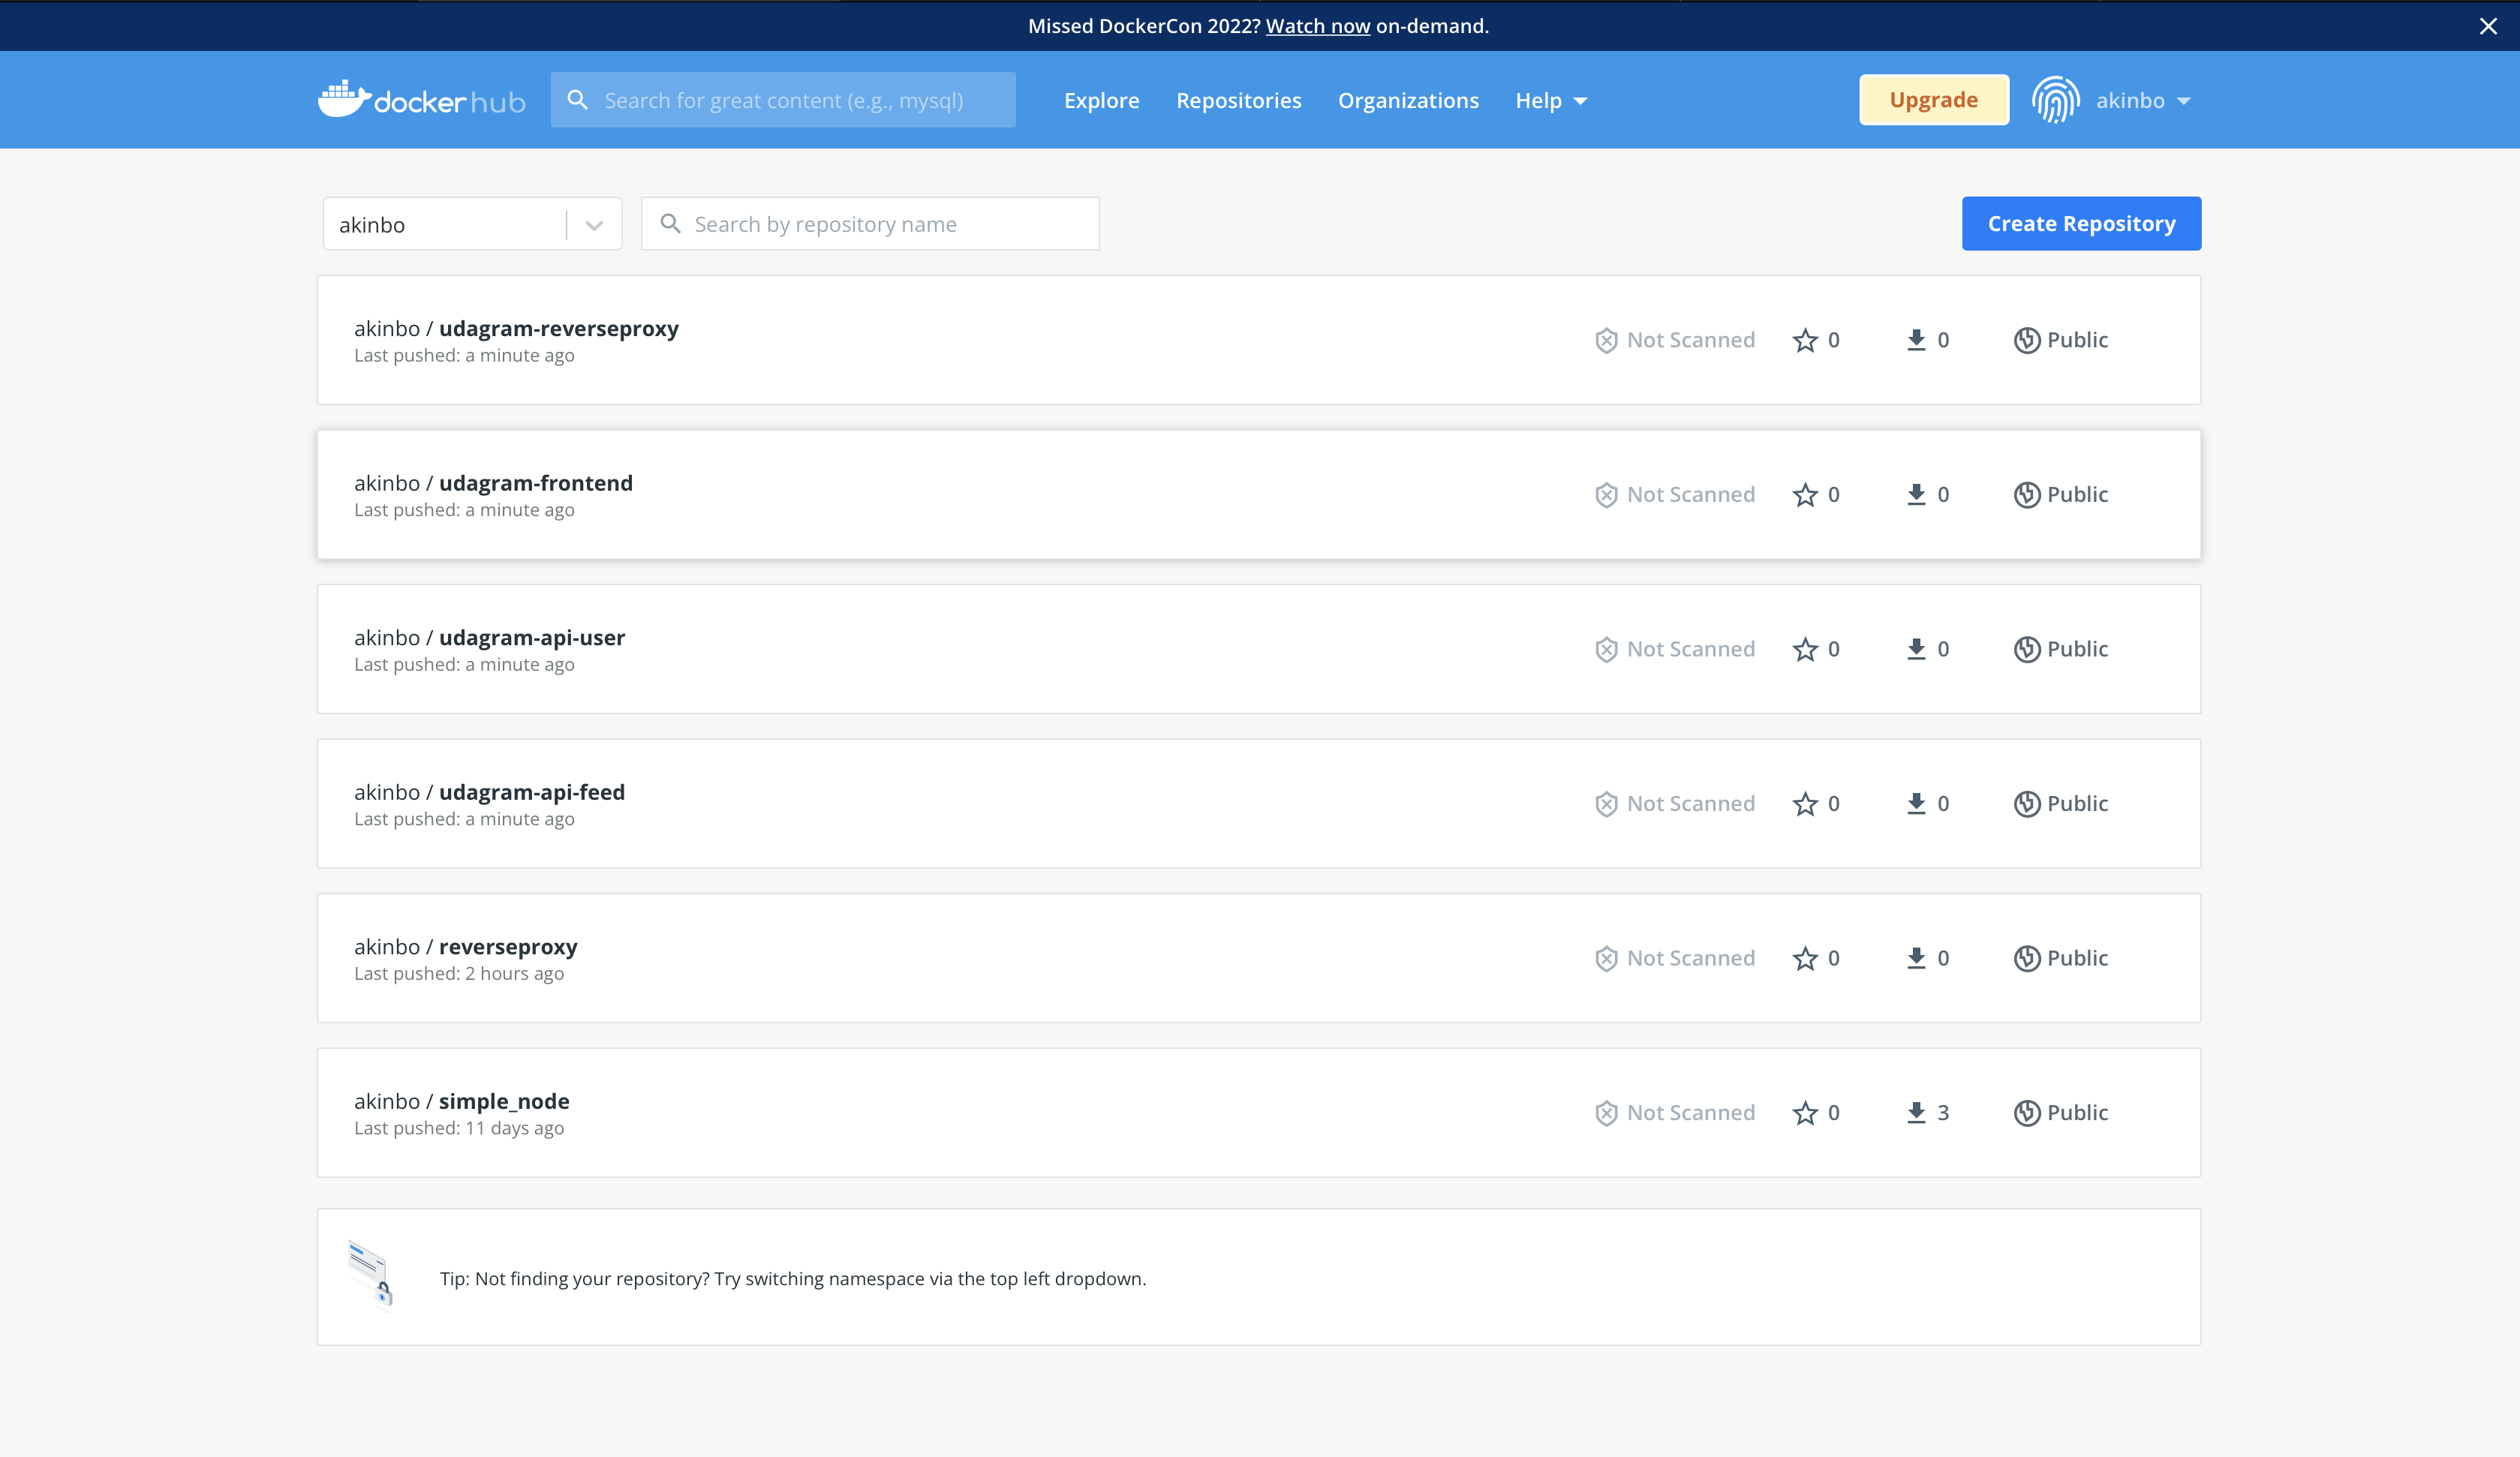 Missed DockerCon 2022? Watch now on-demand.
docker hub
Search for great content (e.g., mysql)
Explore
Repositories
Organizations
Help
Upgrade
akinbo
akinbo
Search by repository name
Create Repository
akinbo / udagram-reverseproxy
Last pushed: a minute ago
Not Scanned
0
0
Public
akinbo / udagram-frontend
Last pushed: a minute ago
Not Scanned
0
0
Public
akinbo / udagram-api-user
Last pushed: a minute ago
Not Scanned
0
0
Public
akinbo / udagram-api-feed
Last pushed: a minute ago
Not Scanned
0
0
Public
akinbo / reverseproxy
Last pushed: 2 hours ago
Not Scanned
0
0
Public
akinbo / simple_node
Last pushed: 11 days ago
Not Scanned
0
3
Public
Tip: Not finding your repository? Try switching namespace via the top left dropdown.